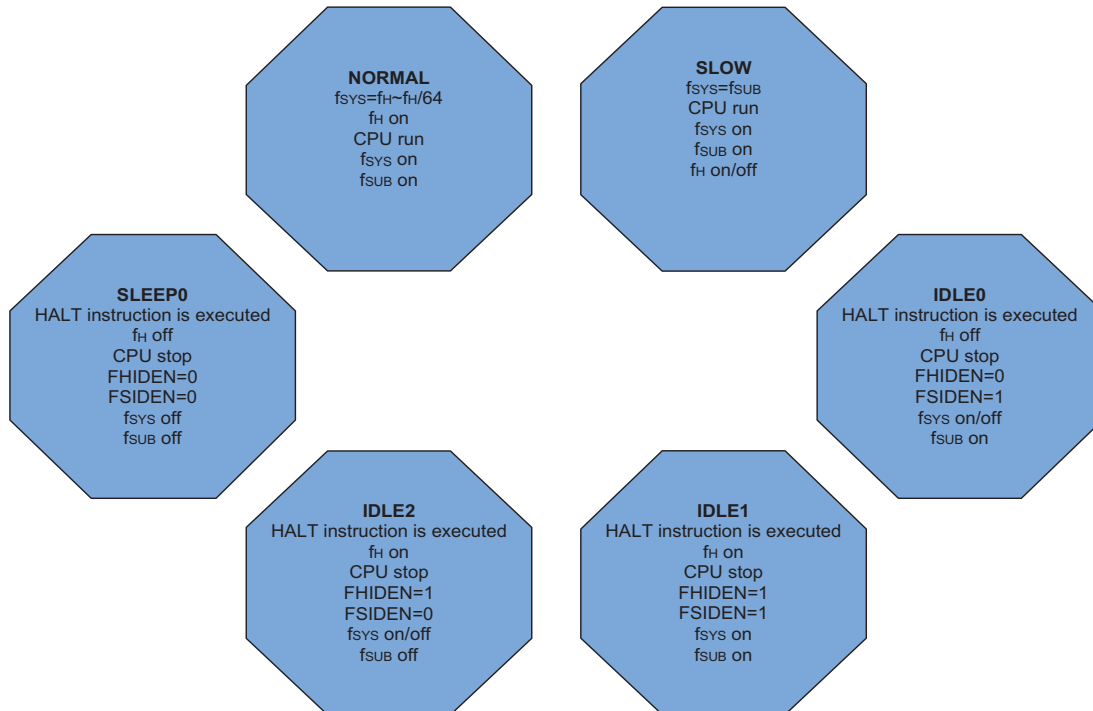 NORMAL
fSYS=fH~fH/64
fH on
CPU run
fSYS on
fSUB on
SLOW
fSYS=fSUB
CPU run
fSYS on
fSUB on
fH on/off
SLEEP0
HALT instruction is executed
fH off
CPU stop
FHIDEN=0
FSIDEN=0
fSYS off
fSUB off
IDLE0
HALT instruction is executed
fH off
CPU stop
FHIDEN=0
FSIDEN=1
fSYS on/off
fSUB on
IDLE2
HALT instruction is executed
fH on
CPU stop
FHIDEN=1
FSIDEN=0
fSYS on/off
fSUB off
IDLE1
HALT instruction is executed
fH on
CPU stop
FHIDEN=1
FSIDEN=1
fSYS on
fSUB on